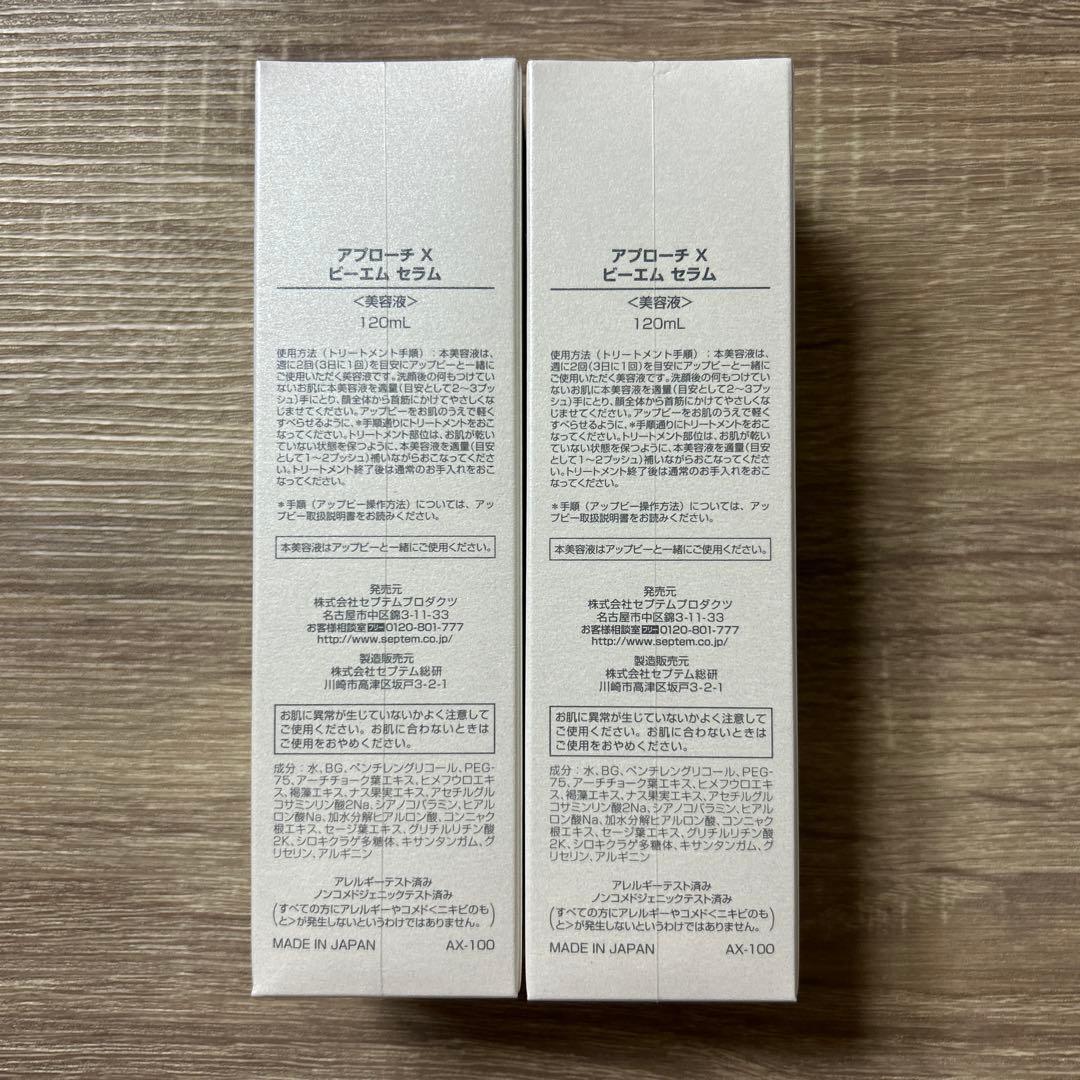 アプローチ X
ビーエム セラム
<美容液>
120mL
使用方法(トリートメント手順):本美容液は、
週に2回(3日に1回)を目安にアップビーと一緒に
ご使用いただく美容液です。洗顔後の何もつけてい
ないお肌に本美容液を適量(目安として2〜3プッ
シュ)手にとり、顔全体から首筋にかけてやさしくな
じませてください。アップビーをお肌のうえで軽く
すべらせるように、*手順通りにトリートメントをおこ
なってください。トリートメント部位は、お肌が乾い
ていない状態を保つように、本美容液を適量(目安
として1〜2プッシュ)補いながらおこなってくださ
い。トリートメント終了後は通常のお手入れをおこ
なってください。
*手順(アップビー操作方法)については、アッ
プビー取扱説明書をお読みください。
本美容液はアップビーと一緒にご使用ください。
発売元
株式会社セプテムプロダクツ
名古屋市中区錦3-11-33
お客様相談室フリー0120-801-777
http://www.septem.co.jp/
製造販売元
株式会社セプテム総研
川崎市高津区坂戸3-2-1
お肌に異常が生じていないかよく注意して
ご使用ください。お肌に合わないときは
ご使用をおやめください。
成分:水、BG、ペンチレングリコール、PEG-
75、アーチチョーク葉エキス、ヒメフウロエキ
ス、褐藻エキス、ナス果実エキス、アセチルグル
コサミンリン酸2Na、シアノコバラミン、ヒアル
ロン酸Na、加水分解ヒアルロン酸、コンニャク
根エキス、セージ葉エキス、グリチルリチン酸
2K、シロキクラゲ多糖体、キサンタンガム、グ
リセリン、アルギニン
アレルギーテスト済み
ノンコメドジェニックテスト済み
(すべての方にアレルギーやコメド<ニキビのも
と>が発生しないというわけではありません。)
MADE IN JAPAN AX-100
アプローチ X
ビーエム セラム
<美容液>
120mL
使用方法(トリートメント手順):本美容液は、
週に2回(3日に1回)を目安にアップビーと一緒に
ご使用いただく美容液です。洗顔後の何もつけてい
ないお肌に本美容液を適量(目安として2〜3プッ
シュ)手にとり、顔全体から首筋にかけてやさしくな
じませてください。アップビーをお肌のうえで軽く
すべらせるように、*手順通りにトリートメントをおこ
なってください。トリートメント部位は、お肌が乾い
ていない状態を保つように、本美容液を適量(目安
として1〜2プッシュ)補いながらおこなってくださ
い。トリートメント終了後は通常のお手入れをおこ
なってください。
*手順(アップビー操作方法)については、アッ
プビー取扱説明書をお読みください。
本美容液はアップビーと一緒にご使用ください。
発売元
株式会社セプテムプロダクツ
名古屋市中区錦3-11-33
お客様相談室フリー0120-801-777
http://www.septem.co.jp/
製造販売元
株式会社セプテム総研
川崎市高津区坂戸3-2-1
お肌に異常が生じていないかよく注意して
ご使用ください。お肌に合わないときは
ご使用をおやめください。
成分:水、BG、ペンチレングリコール、PEG-
75、アーチチョーク葉エキス、ヒメフウロエキ
ス、褐藻エキス、ナス果実エキス、アセチルグル
コサミンリン酸2Na、シアノコバラミン、ヒアル
ロン酸Na、加水分解ヒアルロン酸、コンニャク
根エキス、セージ葉エキス、グリチルリチン酸
2K、シロキクラゲ多糖体、キサンタンガム、グ
リセリン、アルギニン
アレルギーテスト済み
ノンコメドジェニックテスト済み
(すべての方にアレルギーやコメド<ニキビのも
と>が発生しないというわけではありません。)
MADE IN JAPAN AX-100